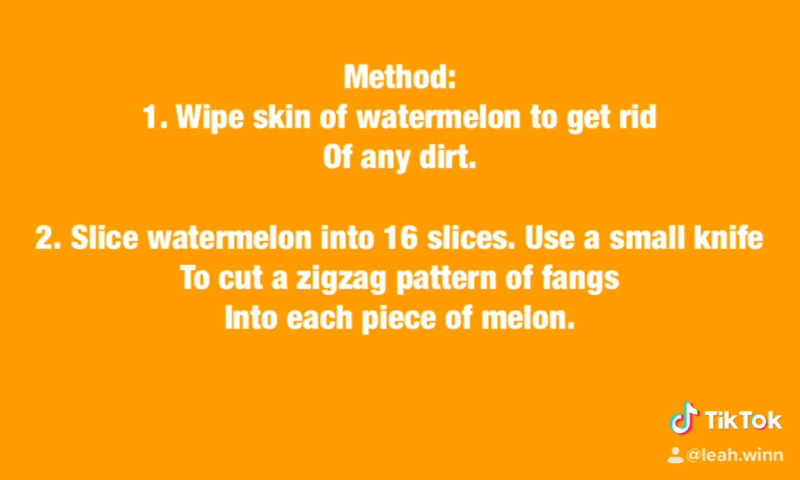 Method:
1. Wipe skin of watermelon to get rid
Of any dirt.
2. Slice watermelon into 16 slices. Use a small knife
To cut a zigzag pattern of fangs
Into each piece of melon.
TikTok
@leah.winn